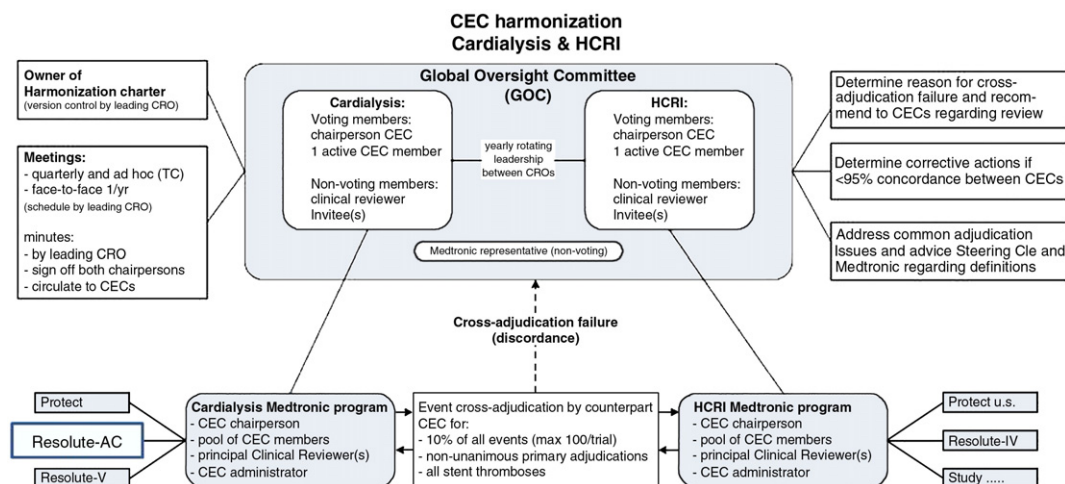 CEC harmonization
Cardialysis & HCRI
Owner of
Harmonization charter
(version control by leading CRO)
Meetings:
- quarterly and ad hoc (TC)
- face-to-face 1/yr
(schedule by leading CRO)
minutes:
- by leading CRO
- sign off both chairpersons
- circulate to CECs
Global Oversight Committee
(GOC)
Cardialysis:
Voting members:
chairperson CEC
1 active CEC member
Non-voting members:
clinical reviewer
Invitee(s)
yearly rotating
leadership
between CROs
HCRI:
Voting members:
chairperson CEC
1 active CEC member
Non-voting members:
clinical reviewer
Invitee(s)
Medtronic representative (non-voting)
Determine reason for cross-
adjudication failure and recom-
mend to CECs regarding review
Determine corrective actions if
<95% concordance between CECs
Address common adjudication
Issues and advice Steering Cle and
Medtronic regarding definitions
Cross-adjudication failure
(discordance)
Protect
Resolute-AC
Resolute-V
Cardialysis Medtronic program
- CEC chairperson
- pool of CEC members
- principal Clinical Reviewer(s)
- CEC administrator
Event cross-adjudication by counterpart
CEC for:
- 10% of all events (max 100/trial)
- non-unanimous primary adjudications
- all stent thromboses
HCRI Medtronic program
- CEC chairperson
- pool of CEC members
- principal Clinical Reviewer(s)
- CEC administrator
Protect u.s.
Resolute-IV
Study .....